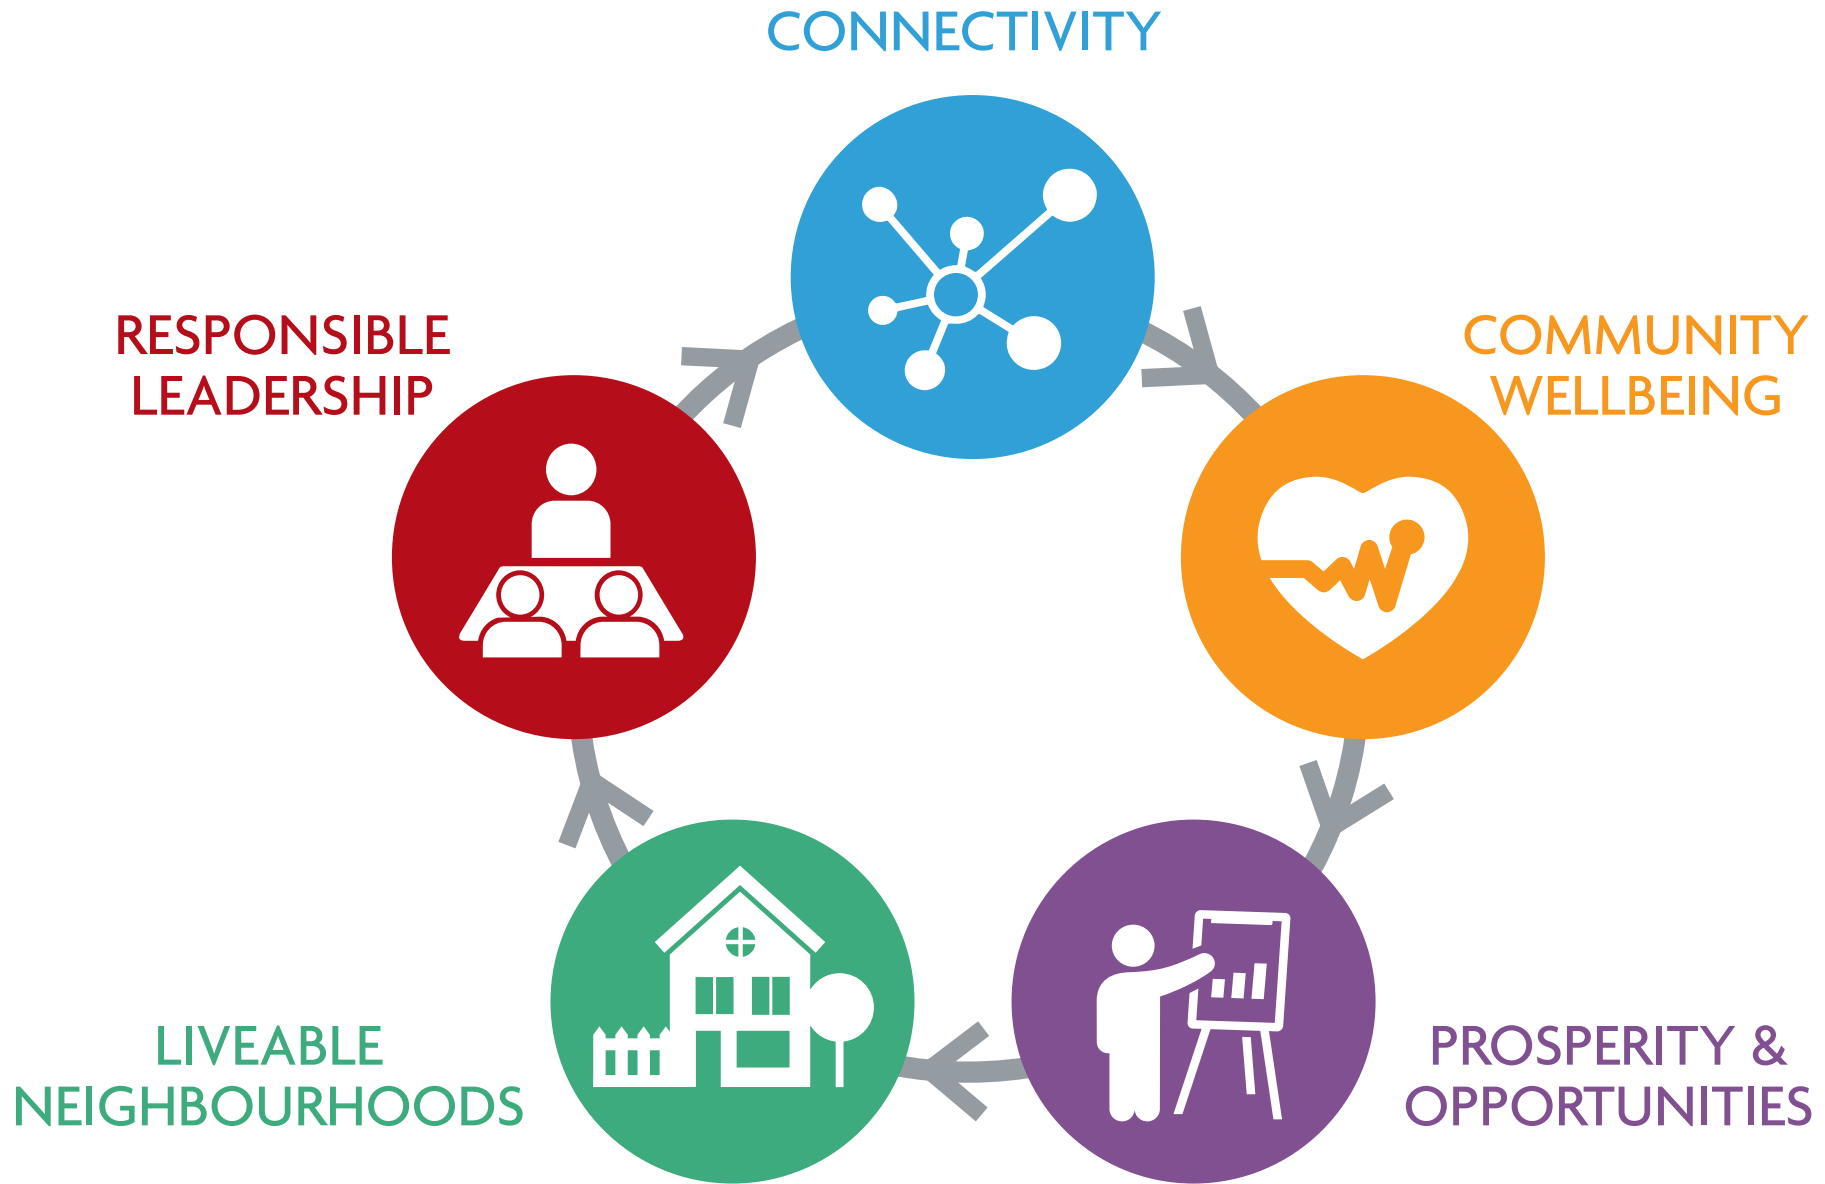 CONNECTIVITY
RESPONSIBLE
LEADERSHIP
COMMUNITY
WELLBEING
LIVEABLE
NEIGHBOURHOODS
PROSPERITY &
OPPORTUNITIES